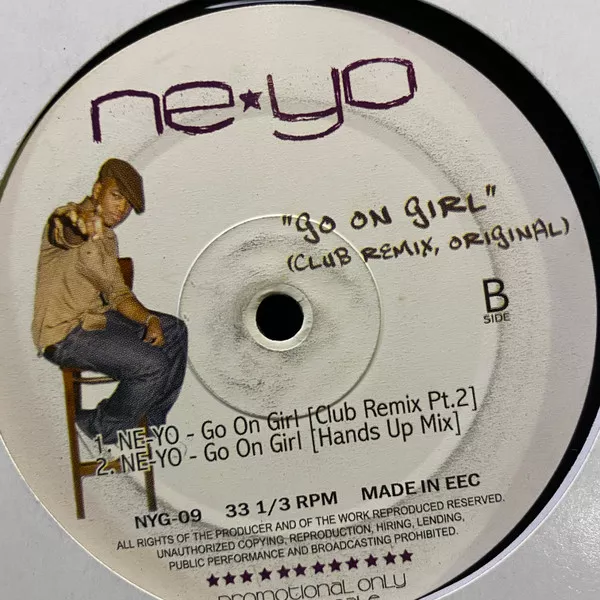 ne★yo
"GO ON GIRL"
(CLUB REMIX, ORIGINAL)
B
SIDE
1. NE-YO - Go On Girl [Club Remix Pt.2]
2. NE-YO - Go On Girl [Hands Up Mix]
NYG-09 33 1/3 RPM MADE IN EEC
ALL RIGHTS OF THE PRODUCER AND OF THE WORK REPRODUCED RESERVED.
UNAUTHORIZED COPYING, REPRODUCTION, HIRING, LENDING,
PUBLIC PERFORMANCE AND BROADCASTING PROHIBITED.
★★★★★★★★★★★★
PROMOTIONAL ONLY